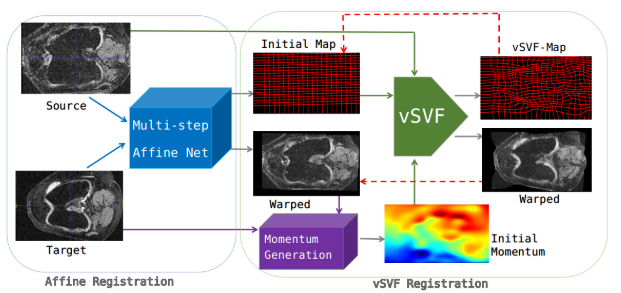 Initial Map
vSVF-Map
Source
Multi-step
Affine Net
vSVF
Warped
Warped
Target
Momentum
Generation
Initial
Momentum
Affine Registration
vSVF Registration